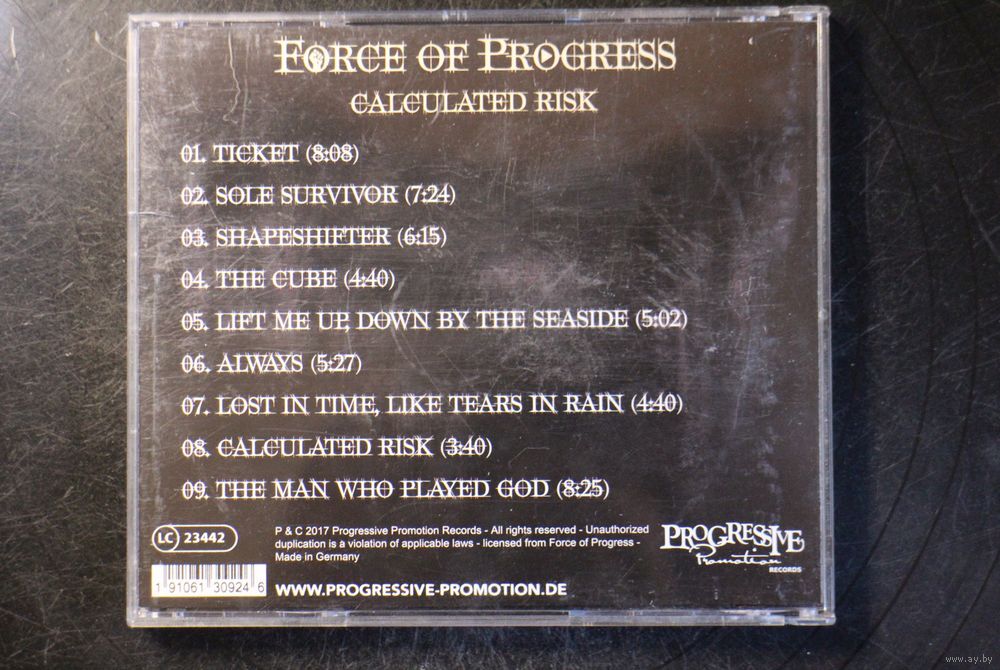 FORCE OF PROGRESS
CALCULATED RISK
01. TICKET (8:08)
02. SOLE SURVIVOR (7:24)
03. SHAPESHIFTER (6:15)
04. THE CUBE (4:40)
05. LIFT ME UP, DOWN BY THE SEASIDE (5:02)
06. ALWAYS (5:27)
07. LOST IN TIME, LIKE TEARS IN RAIN (4:40)
08. CALCULATED RISK (3:40)
09. THE MAN WHO PLAYED GOD (8:25)
LC 23442
P & C 2017 Progressive Promotion Records - All rights reserved - Unauthorized
duplication is a violation of applicable laws - licensed from Force of Progress -
Made in Germany
PROGRESSIVE
Promotion
RECORDS
1 91061 30924 6
WWW.PROGRESSIVE-PROMOTION.DE
www.ay.by